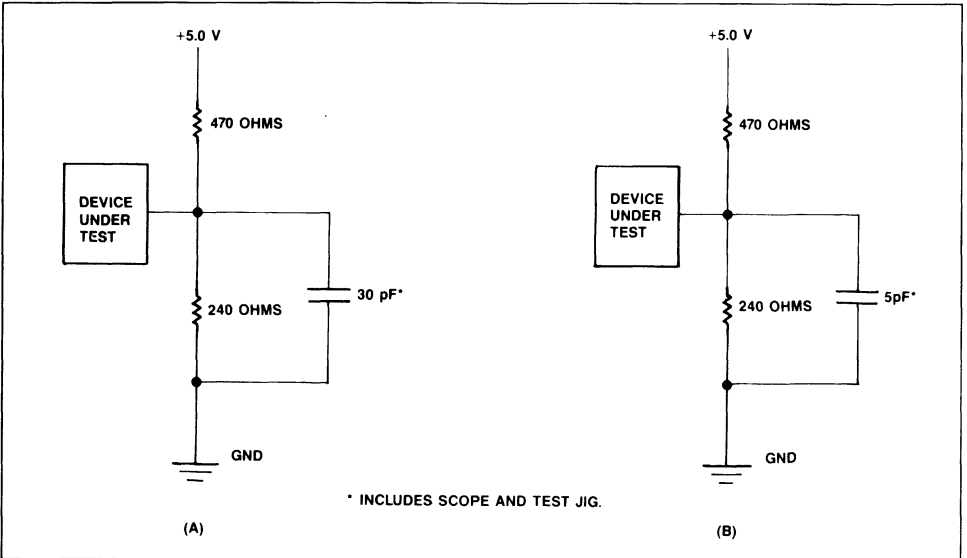 +5.0 V
470 OHMS
DEVICE
UNDER
TEST
240 OHMS
30 pF*
GND
(A)
+5.0 V
470 OHMS
DEVICE
UNDER
TEST
240 OHMS
5pF*
GND
(B)
* INCLUDES SCOPE AND TEST JIG.